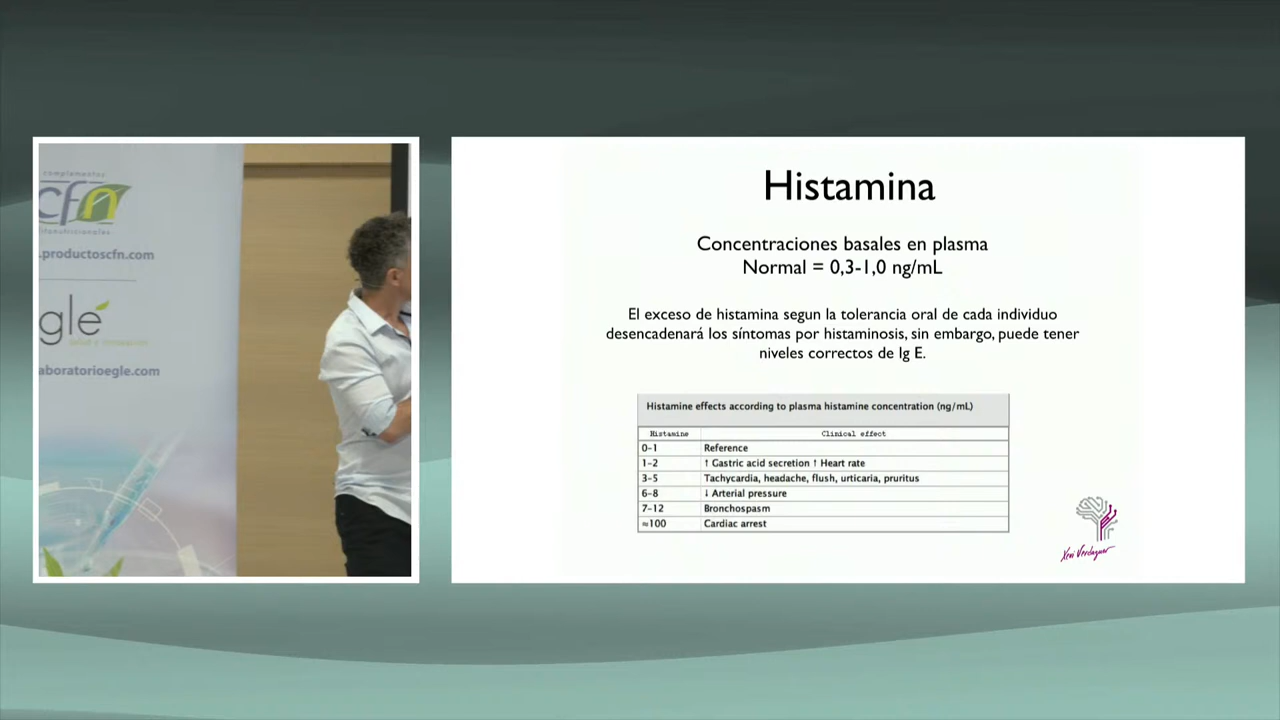 complementos
cfn
.productoscfn.com
glé
salud e innovación
aboratorioegle.com
Histamina
Concentraciones basales en plasma
Normal = 0,3-1,0 ng/mL
El exceso de histamina segun la tolerancia oral de cada individuo
desencadenará los síntomas por histaminosis, sin embargo, puede tener
niveles correctos de Ig E.
Histamine effects according to plasma histamine concentration (ng/mL)
Histamine Clinical effect
0-1 Reference
1-2 ↑ Gastric acid secretion ↑ Heart rate
3-5 Tachycardia, headache, flush, urticaria, pruritus
6-8 ↓ Arterial pressure
7-12 Bronchospasm
≈100 Cardiac arrest
Xevi Verdaguer